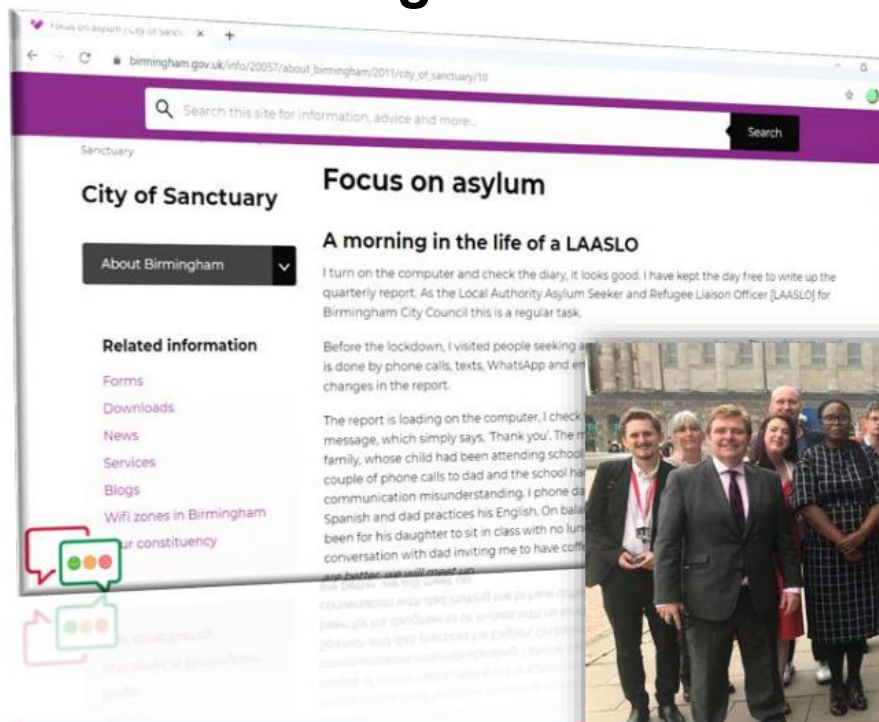 g
Focus on asylum | City of Sanct
birmingham.gov.uk/info/20057/about_birmingham/2011/city_of_sanctuary/10
Search this site for information, advice and more...
Search
Sanctuary
City of Sanctuary
About Birmingham
Related information
Forms
Downloads
News
Services
Blogs
Wifi zones in Birmingham
constituency
Focus on asylum
A morning in the life of a LAASLO
I turn on the computer and check the diary, it looks good. I have kept the day free to write up the
quarterly report. As the Local Authority Asylum Seeker and Refugee Liaison Officer [LAASLO] for
Birmingham City Council this is a regular task.
Before the lockdown, I visited people seeking
is done by phone calls, texts, WhatsApp and
changes in the report.
The report is loading on the computer, I check
message, which simply says, 'Thank you'. The
family, whose child had been attending school
couple of phone calls to dad and the school
communication misunderstanding. I phone
Spanish and dad practices his English. On
been for his daughter to sit in class with no
conversation with dad inviting me to have
are better, we will meet up.